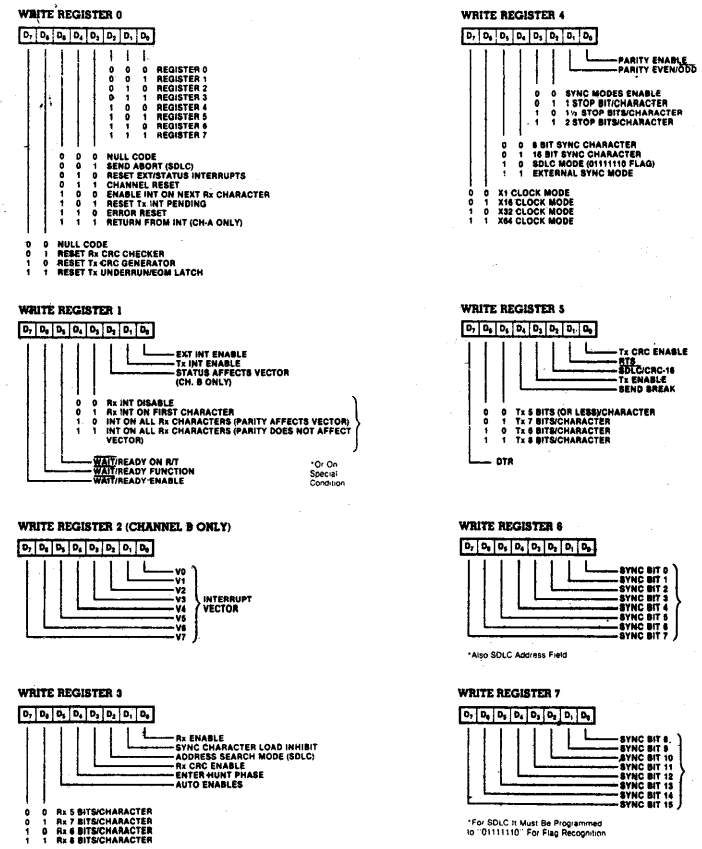 WRITE REGISTER 0
D7 D6 D5 D4 D3 D2 D1 D0
0 0 0 REGISTER 0
0 0 1 REGISTER 1
0 1 0 REGISTER 2
0 1 1 REGISTER 3
1 0 0 REGISTER 4
1 0 1 REGISTER 5
1 1 0 REGISTER 6
1 1 1 REGISTER 7
0 0 0 NULL CODE
0 0 1 SEND ABORT (SDLC)
0 1 0 RESET EXT/STATUS INTERRUPTS
0 1 1 CHANNEL RESET
1 0 0 ENABLE INT ON NEXT Rx CHARACTER
1 0 1 RESET Tx INT PENDING
1 1 0 ERROR RESET
1 1 1 RETURN FROM INT (CH-A ONLY)
0 0 NULL CODE
0 1 RESET Rx CRC CHECKER
1 0 RESET Tx CRC GENERATOR
1 1 RESET Tx UNDERRUN/EOM LATCH
WRITE REGISTER 1
D7 D6 D5 D4 D3 D2 D1 D0
EXT INT ENABLE
Tx INT ENABLE
STATUS AFFECTS VECTOR
(CH. B ONLY)
0 0 Rx INT DISABLE
0 1 Rx INT ON FIRST CHARACTER
1 0 INT ON ALL Rx CHARACTERS (PARITY AFFECTS VECTOR)
1 1 INT ON ALL Rx CHARACTERS (PARITY DOES NOT AFFECT
VECTOR)
WAIT/READY ON R/T
WAIT/READY FUNCTION
WAIT/READY ENABLE
*Or On
Special
Condition
WRITE REGISTER 2 (CHANNEL B ONLY)
D7 D6 D5 D4 D3 D2 D1 D0
V0
V1
V2
V3
V4
V5
V6
V7
INTERRUPT
VECTOR
WRITE REGISTER 3
D7 D6 D5 D4 D3 D2 D1 D0
Rx ENABLE
SYNC CHARACTER LOAD INHIBIT
ADDRESS SEARCH MODE (SDLC)
Rx CRC ENABLE
ENTER HUNT PHASE
AUTO ENABLES
0 0 Rx 5 BITS/CHARACTER
0 1 Rx 7 BITS/CHARACTER
1 0 Rx 6 BITS/CHARACTER
1 1 Rx 8 BITS/CHARACTER
WRITE REGISTER 4
D7 D6 D5 D4 D3 D2 D1 D0
PARITY ENABLE
PARITY EVEN/ODD
0 0 SYNC MODES ENABLE
0 1 1 STOP BIT/CHARACTER
1 0 1½ STOP BITS/CHARACTER
1 1 2 STOP BITS/CHARACTER
0 0 8 BIT SYNC CHARACTER
0 1 16 BIT SYNC CHARACTER
1 0 SDLC MODE (01111110 FLAG)
1 1 EXTERNAL SYNC MODE
0 0 X1 CLOCK MODE
0 1 X16 CLOCK MODE
1 0 X32 CLOCK MODE
1 1 X64 CLOCK MODE
WRITE REGISTER 5
D7 D6 D5 D4 D3 D2 D1 D0
Tx CRC ENABLE
RTS
SDLC/CRC-16
Tx ENABLE
SEND BREAK
0 0 Tx 5 BITS (OR LESS)/CHARACTER
0 1 Tx 7 BITS/CHARACTER
1 0 Tx 6 BITS/CHARACTER
1 1 Tx 8 BITS/CHARACTER
DTR
WRITE REGISTER 6
D7 D6 D5 D4 D3 D2 D1 D0
SYNC BIT 0
SYNC BIT 1
SYNC BIT 2
SYNC BIT 3
SYNC BIT 4
SYNC BIT 5
SYNC BIT 6
SYNC BIT 7
*Also SDLC Address Field
WRITE REGISTER 7
D7 D6 D5 D4 D3 D2 D1 D0
SYNC BIT 8
SYNC BIT 9
SYNC BIT 10
SYNC BIT 11
SYNC BIT 12
SYNC BIT 13
SYNC BIT 14
SYNC BIT 15
*For SDLC It Must Be Programmed
to "01111110" For Flag Recognition